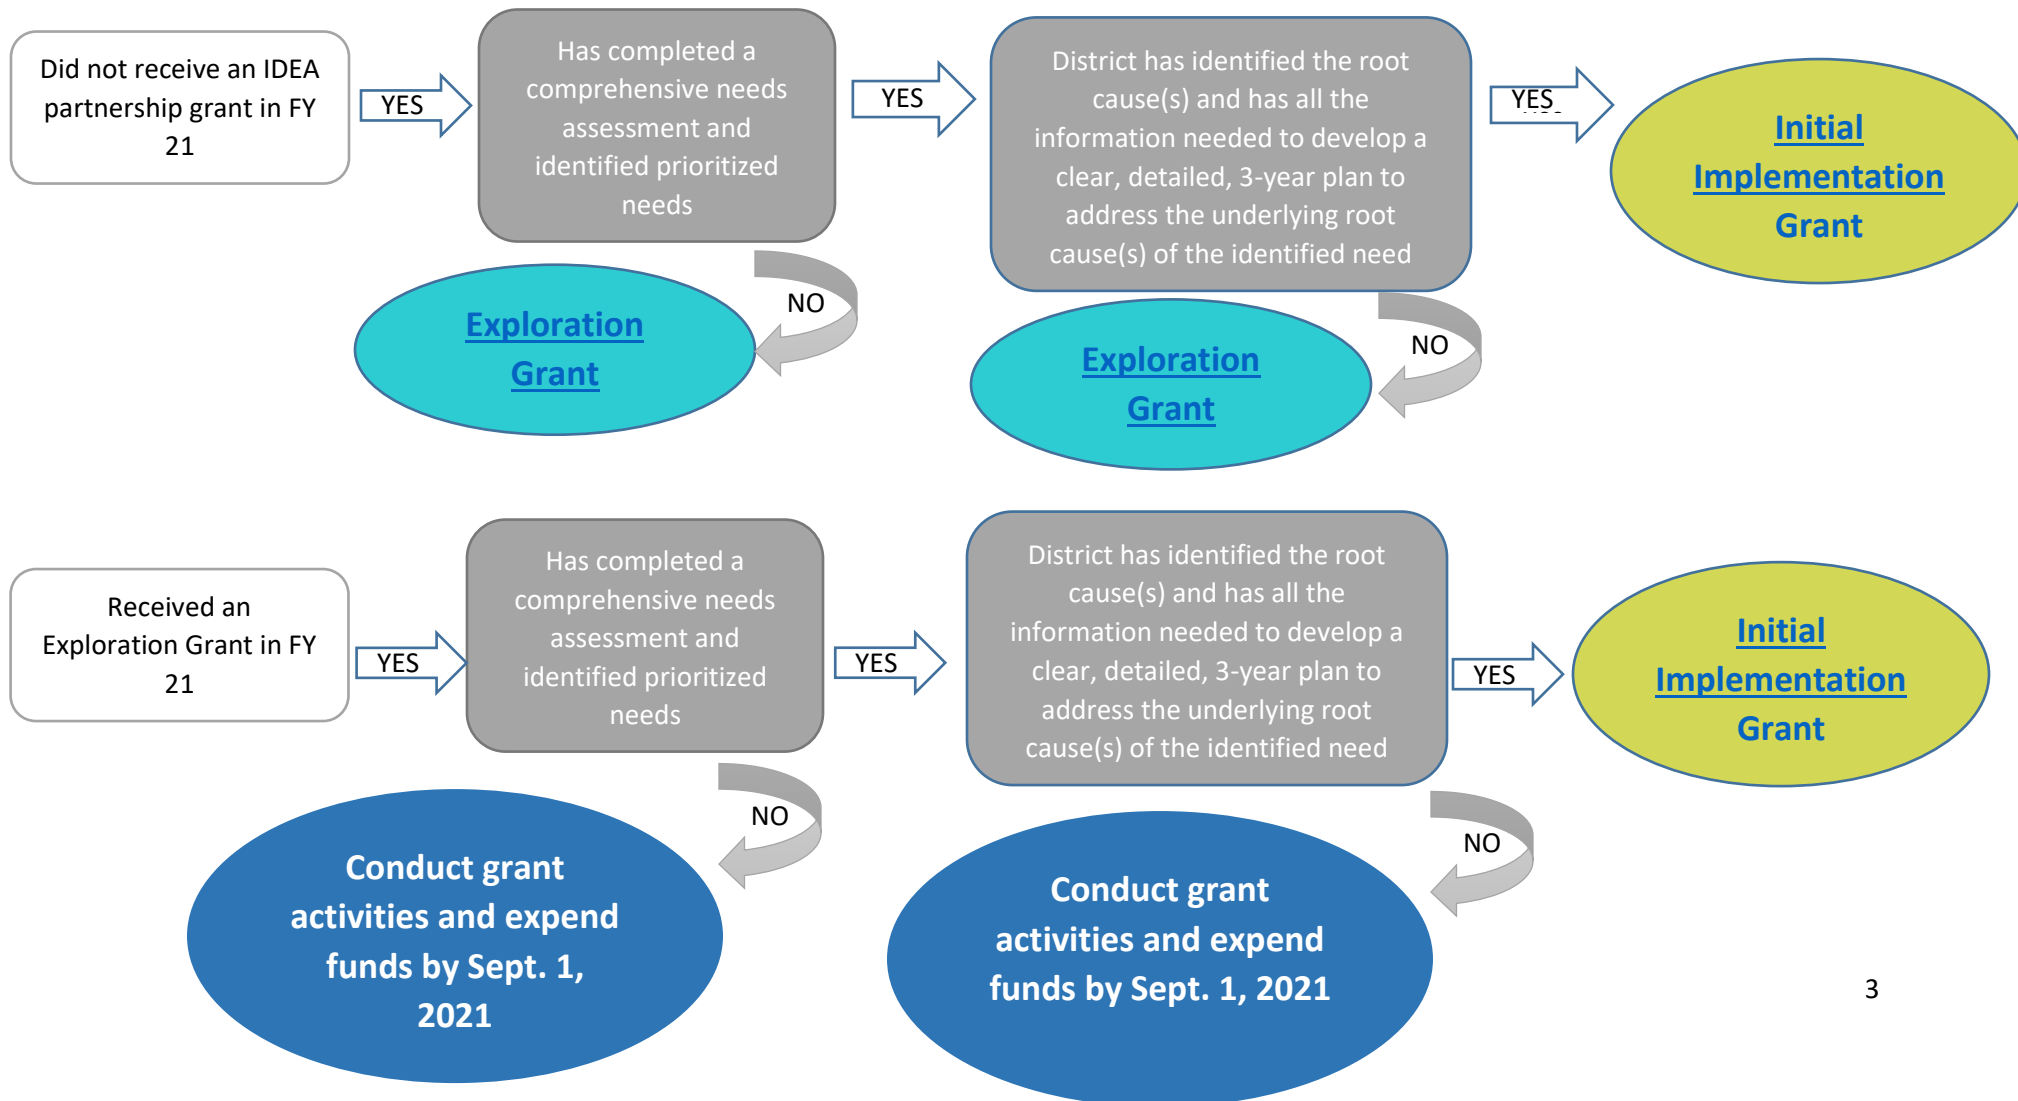 Did not receive an IDEA
partnership grant in FY
21
YES
Has completed a
comprehensive needs
assessment and
identified prioritized
needs
YES
District has identified the root
cause(s) and has all the
information needed to develop a
clear, detailed, 3-year plan to
address the underlying root
cause(s) of the identified need
YES
Initial
Implementation
Grant
NO
Exploration
Grant
NO
Exploration
Grant
Received an
Exploration Grant in FY
21
YES
Has completed a
comprehensive needs
assessment and
identified prioritized
needs
YES
District has identified the root
cause(s) and has all the
information needed to develop a
clear, detailed, 3-year plan to
address the underlying root
cause(s) of the identified need
YES
Initial
Implementation
Grant
NO
Conduct grant
activities and expend
funds by Sept. 1,
2021
NO
Conduct grant
activities and expend
funds by Sept. 1, 2021
3